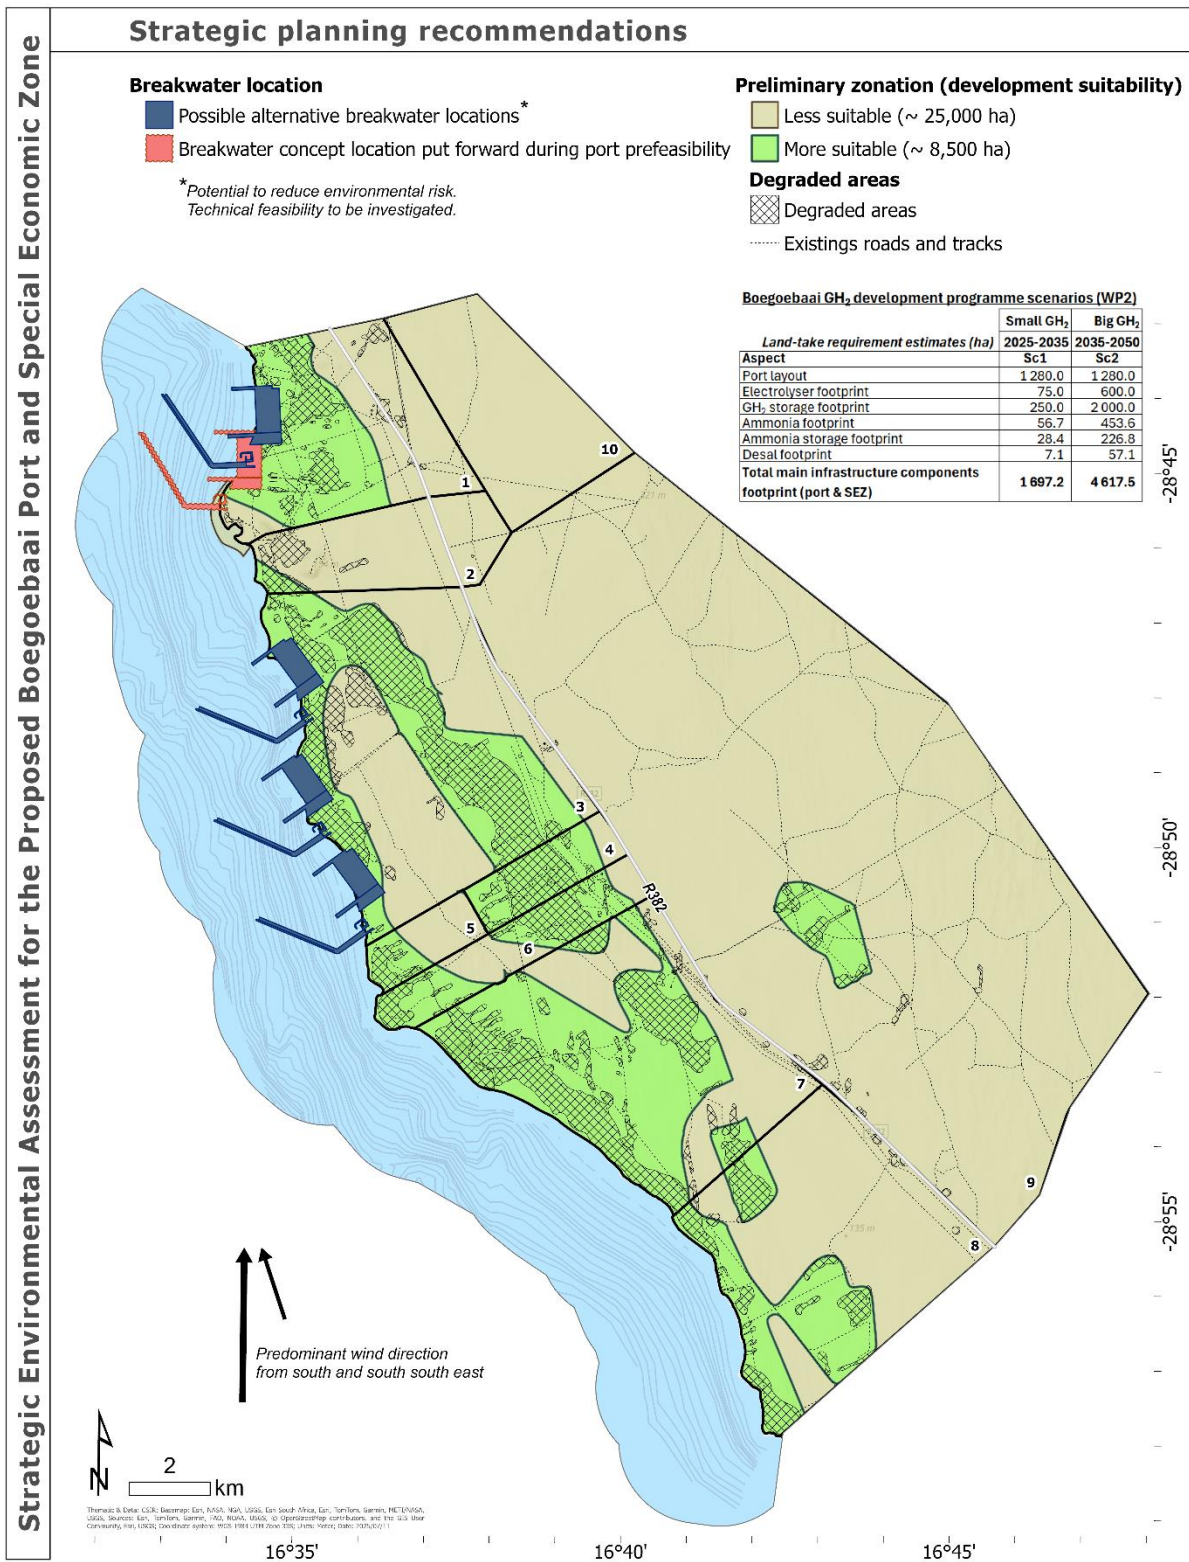 Strategic Environmental Assessment for the Proposed Boegoebaai Port and Special Economic Zone
Strategic planning recommendations
Breakwater location
Possible alternative breakwater locations*
Breakwater concept location put forward during port prefeasibility
*Potential to reduce environmental risk.
Technical feasibility to be investigated.
Preliminary zonation (development suitability)
Less suitable (~ 25,000 ha)
More suitable (~ 8,500 ha)
Degraded areas
Degraded areas
Existings roads and tracks
Boegoebaai GH₂ development programme scenarios (WP2)
Small GH₂ Big GH₂
Land-take requirement estimates (ha) 2025-2035 2035-2050
Aspect Sc1 Sc2
Port layout 1 280.0 1 280.0
Electrolyser footprint 75.0 600.0
GH₂ storage footprint 250.0 2 000.0
Ammonia footprint 56.7 453.6
Ammonia storage footprint 28.4 226.8
Desal footprint 7.1 57.1
Total main infrastructure components
footprint (port & SEZ) 1 697.2 4 617.5
10
1
2
3
4
5
6
7
8
9
R382
-28°45'
-28°50'
-28°55'
Predominant wind direction
from south and south south east
N
2
km
16°35'
16°40'
16°45'